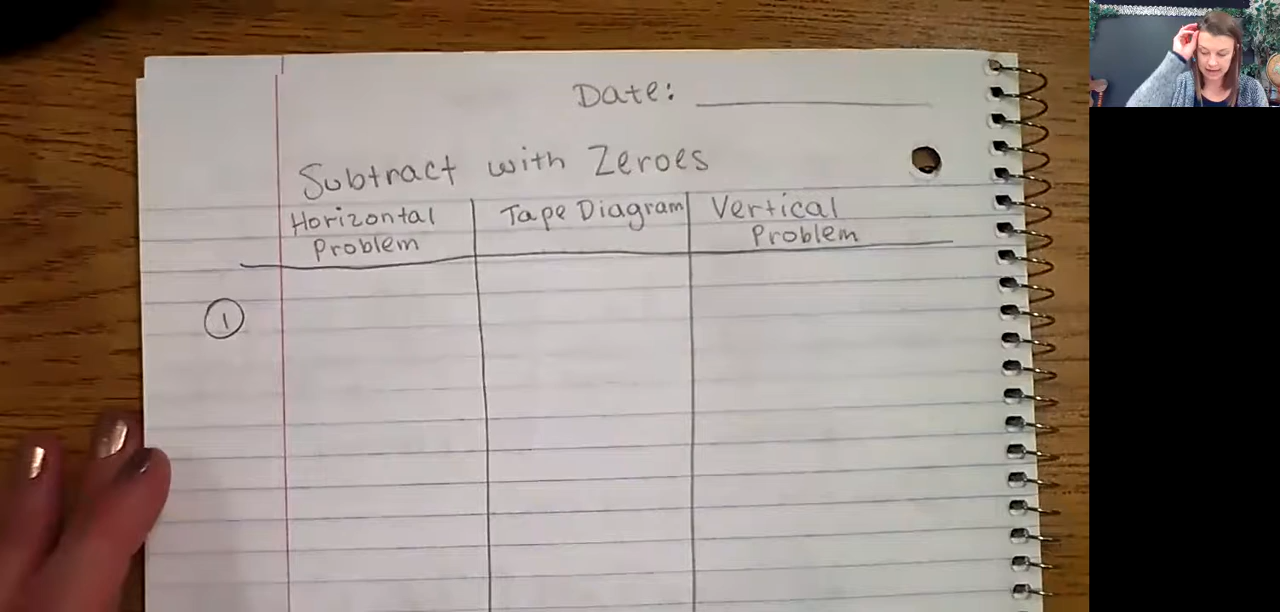 Date:
Subtract with Zeroes
Horizontal Problem
Tape Diagram
Vertical Problem
1